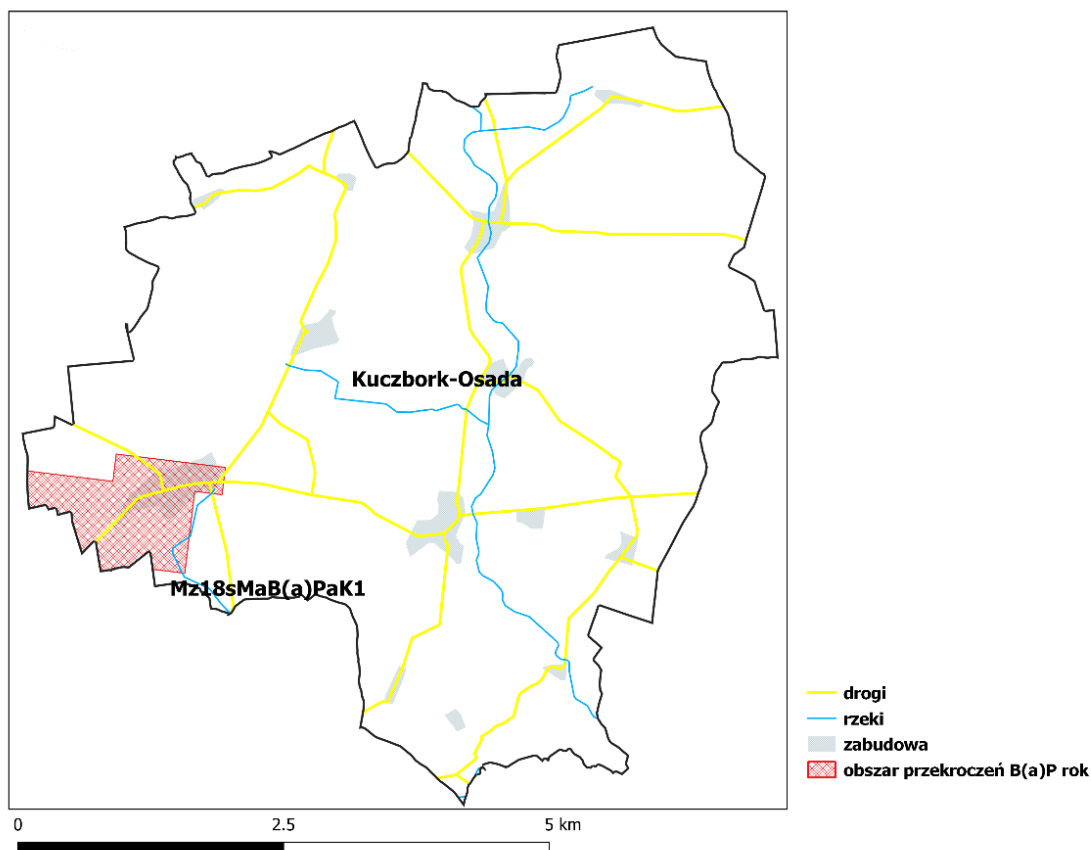 Kuczbork-Osada
Mz18sMaB(a)PaK1
drogi
rzeki
zabudowa
obszar przekroczeń B(a)P rok
0 2.5 5 km